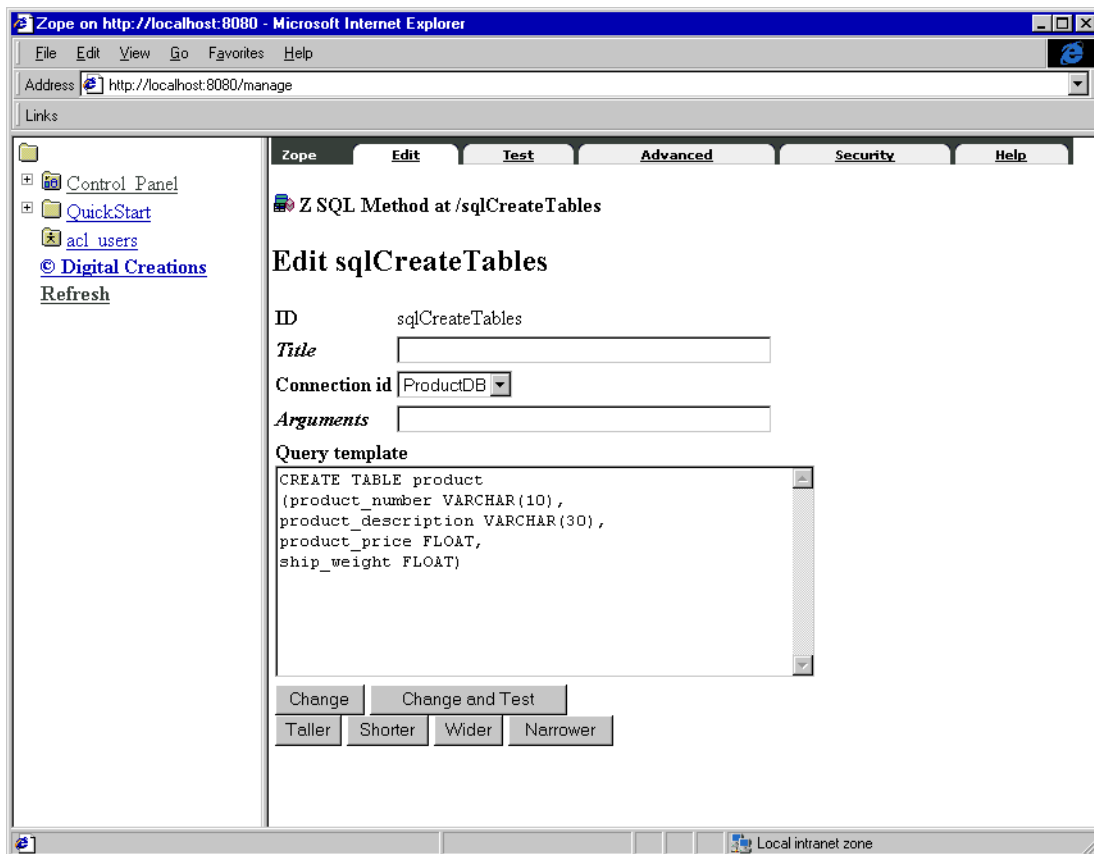 Zope on http://localhost:8080 - Microsoft Internet Explorer
File Edit View Go Favorites Help
Address http://localhost:8080/manage
Links
Control_Panel
QuickStart
acl_users
© Digital Creations
Refresh
Zope Edit Test Advanced Security Help
Z SQL Method at /sqlCreateTables
Edit sqlCreateTables
ID sqlCreateTables
Title
Connection id ProductDB
Arguments
Query template
CREATE TABLE product
(product_number VARCHAR(10),
product_description VARCHAR(30),
product_price FLOAT,
ship_weight FLOAT)
Change Change and Test
Taller Shorter Wider Narrower
Local intranet zone